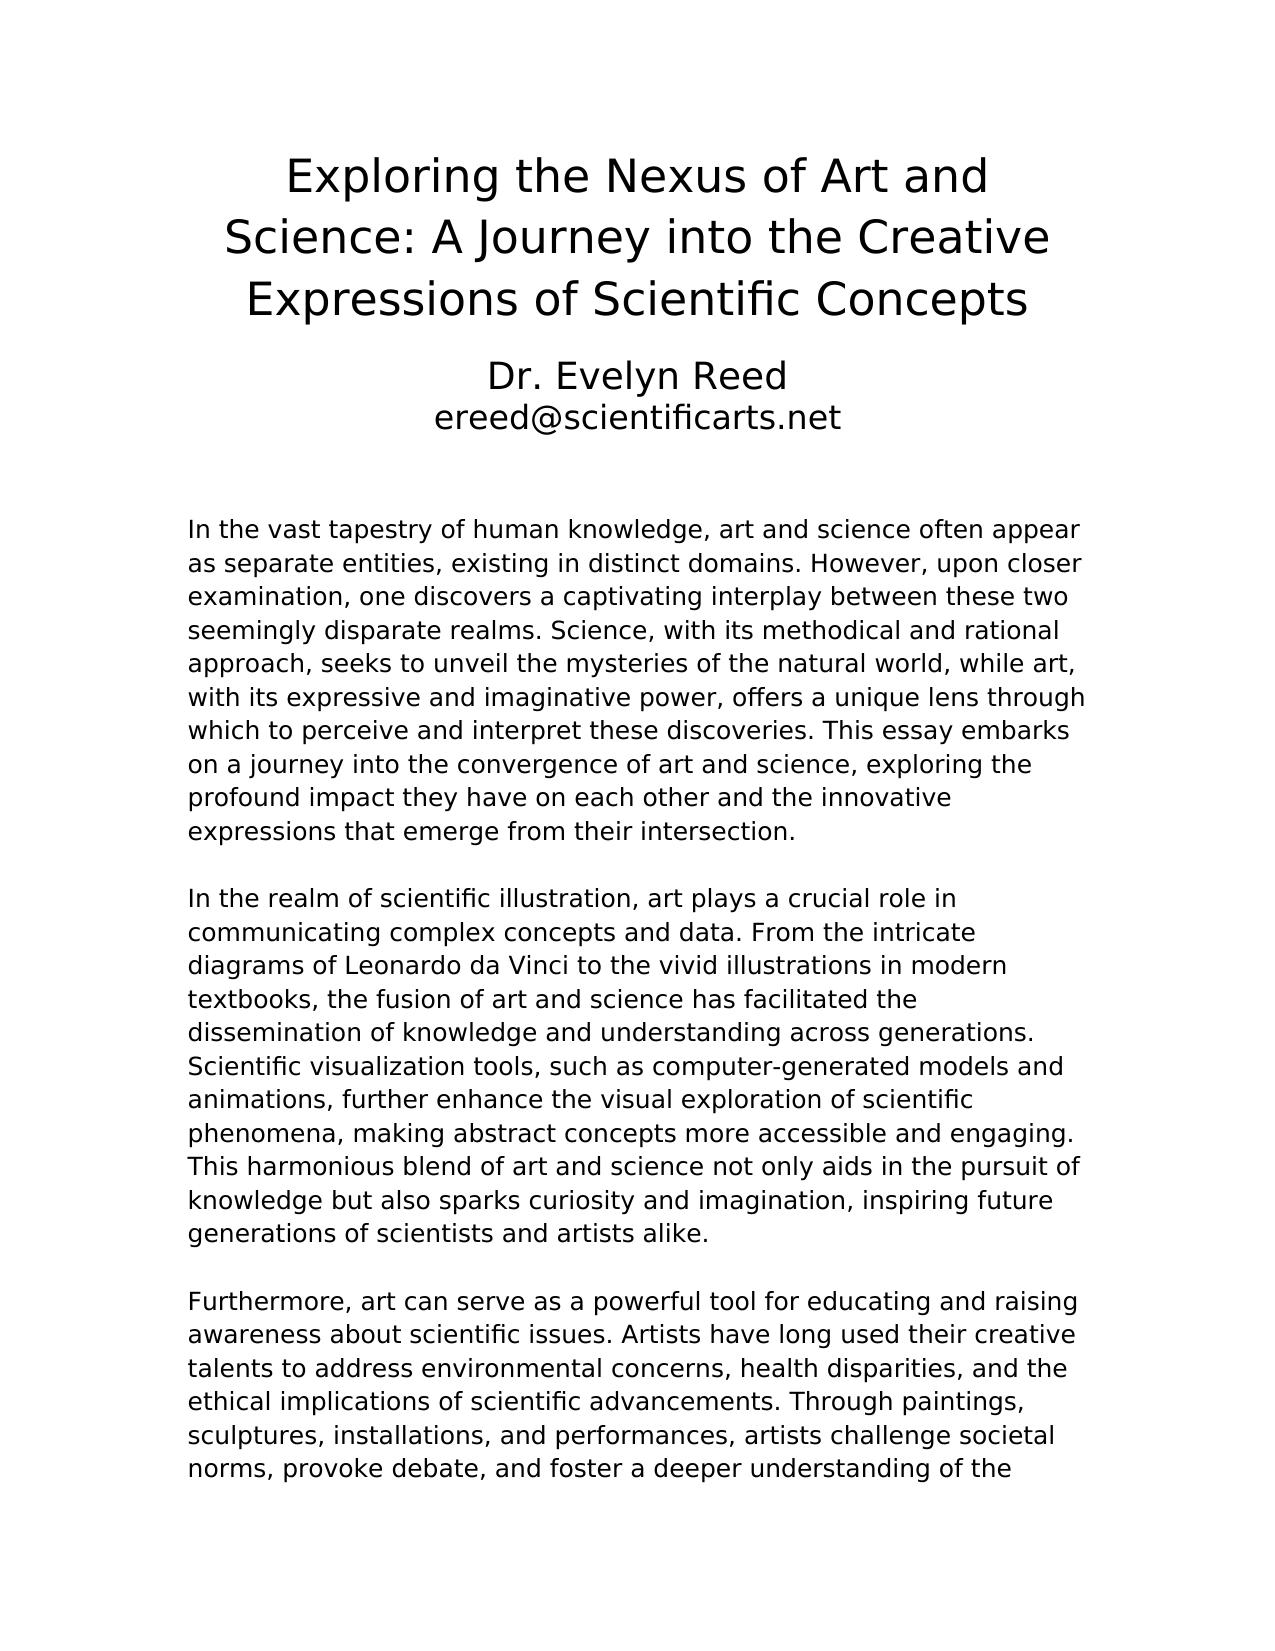 Exploring the Nexus of Art and
Science: A Journey into the Creative
Expressions of Scientific Concepts
Dr. Evelyn Reed
ereed@scientificarts.net
In the vast tapestry of human knowledge, art and science often appear
as separate entities, existing in distinct domains. However, upon closer
examination, one discovers a captivating interplay between these two
seemingly disparate realms. Science, with its methodical and rational
approach, seeks to unveil the mysteries of the natural world, while art,
with its expressive and imaginative power, offers a unique lens through
which to perceive and interpret these discoveries. This essay embarks
on a journey into the convergence of art and science, exploring the
profound impact they have on each other and the innovative
expressions that emerge from their intersection.
In the realm of scientific illustration, art plays a crucial role in
communicating complex concepts and data. From the intricate
diagrams of Leonardo da Vinci to the vivid illustrations in modern
textbooks, the fusion of art and science has facilitated the
dissemination of knowledge and understanding across generations.
Scientific visualization tools, such as computer-generated models and
animations, further enhance the visual exploration of scientific
phenomena, making abstract concepts more accessible and engaging.
This harmonious blend of art and science not only aids in the pursuit of
knowledge but also sparks curiosity and imagination, inspiring future
generations of scientists and artists alike.
Furthermore, art can serve as a powerful tool for educating and raising
awareness about scientific issues. Artists have long used their creative
talents to address environmental concerns, health disparities, and the
ethical implications of scientific advancements. Through paintings,
sculptures, installations, and performances, artists challenge societal
norms, provoke debate, and foster a deeper understanding of the